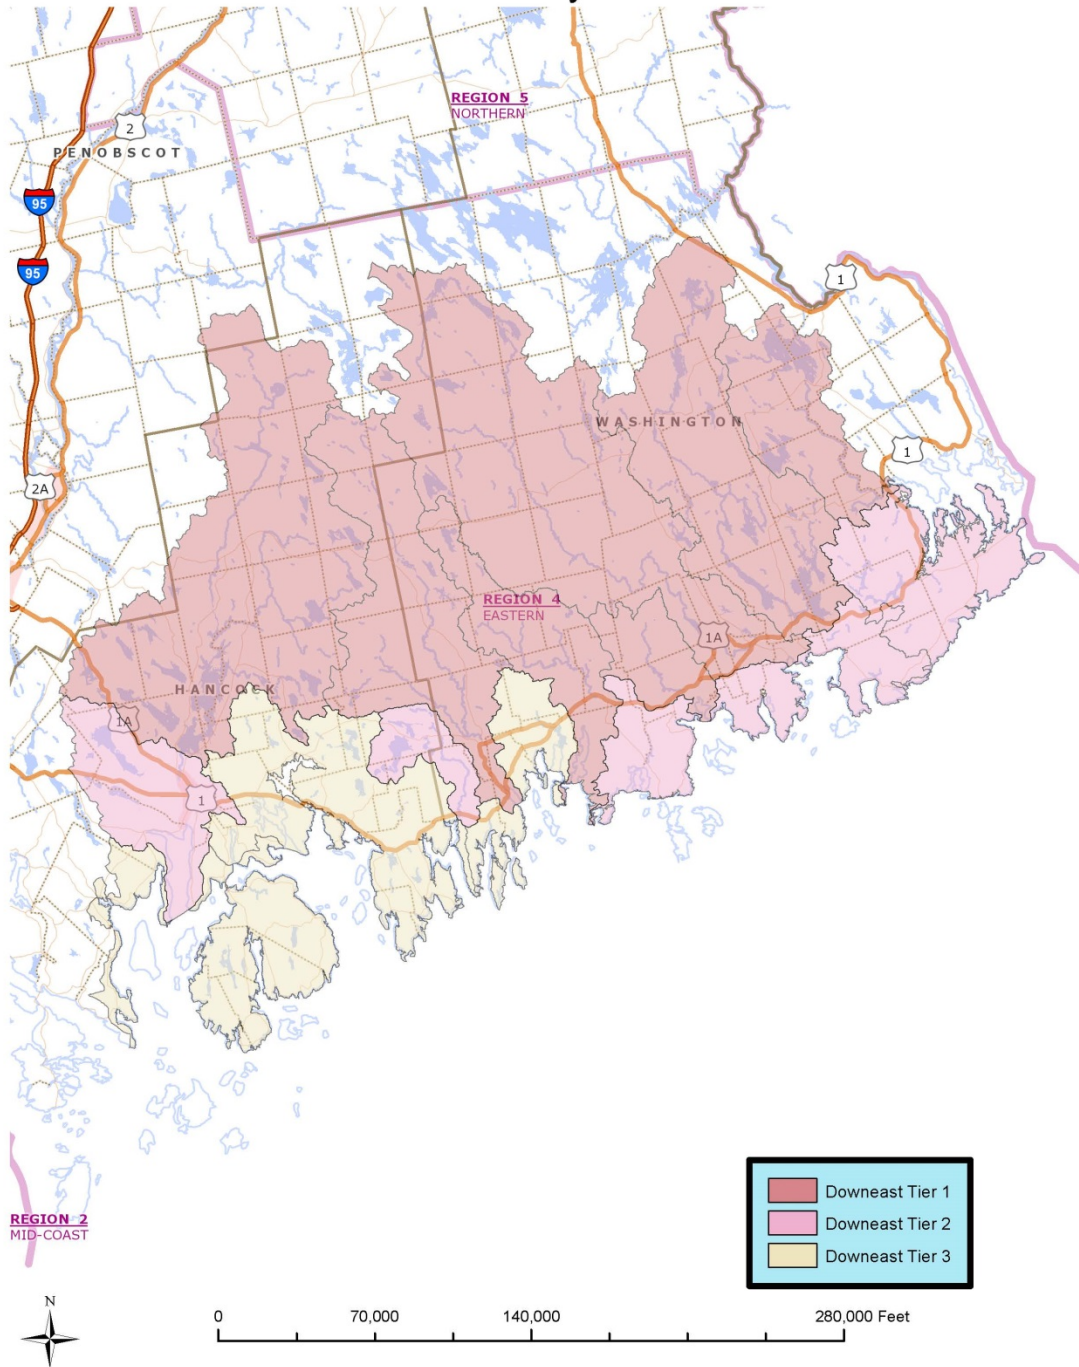 REGION 5
NORTHERN
2
PENOBSCOT
95
95
1
WASHINGTON
1
2A
REGION 4
EASTERN
1A
HANCOCK
1A
1
REGION 2
MID-COAST
Downeast Tier 1
Downeast Tier 2
Downeast Tier 3
N
0 70,000 140,000 280,000 Feet